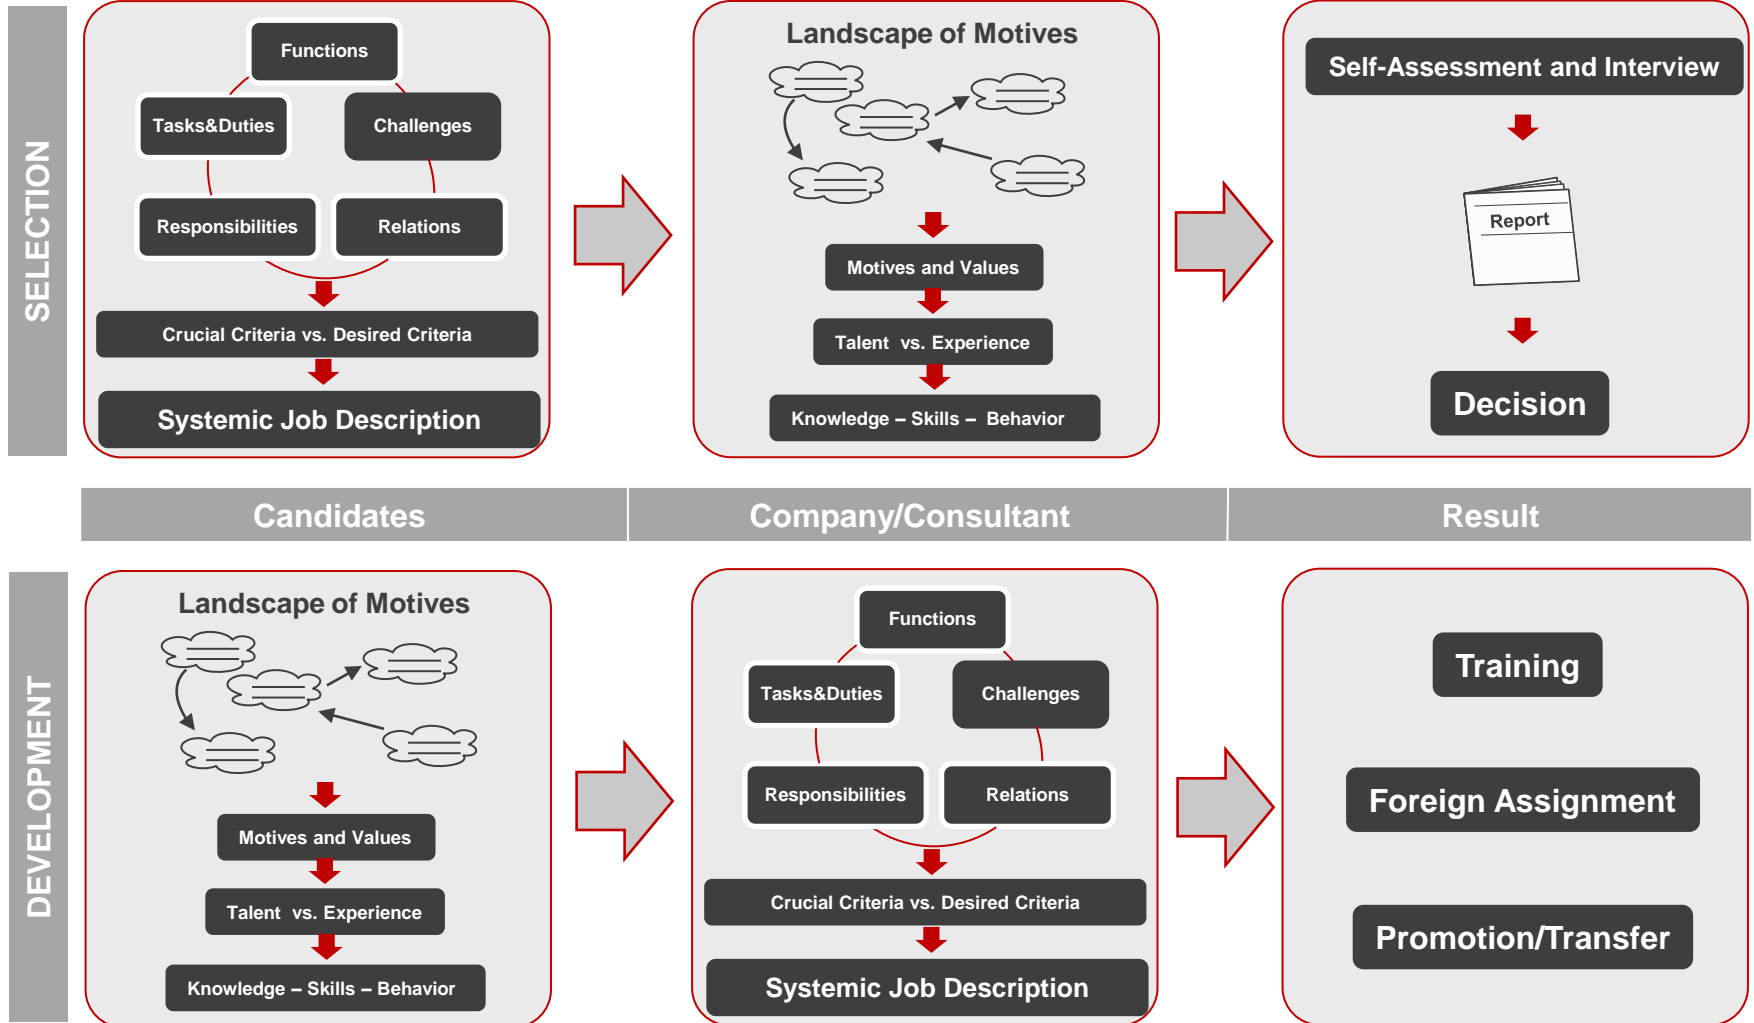 SELECTION
Functions
Tasks&Duties
Challenges
Responsibilities
Relations
Crucial Criteria vs. Desired Criteria
Systemic Job Description
Landscape of Motives
Motives and Values
Talent vs. Experience
Knowledge – Skills – Behavior
Self-Assessment and Interview
Report
Decision
Candidates
Company/Consultant
Result
DEVELOPMENT
Landscape of Motives
Motives and Values
Talent vs. Experience
Knowledge – Skills – Behavior
Functions
Tasks&Duties
Challenges
Responsibilities
Relations
Crucial Criteria vs. Desired Criteria
Systemic Job Description
Training
Foreign Assignment
Promotion/Transfer